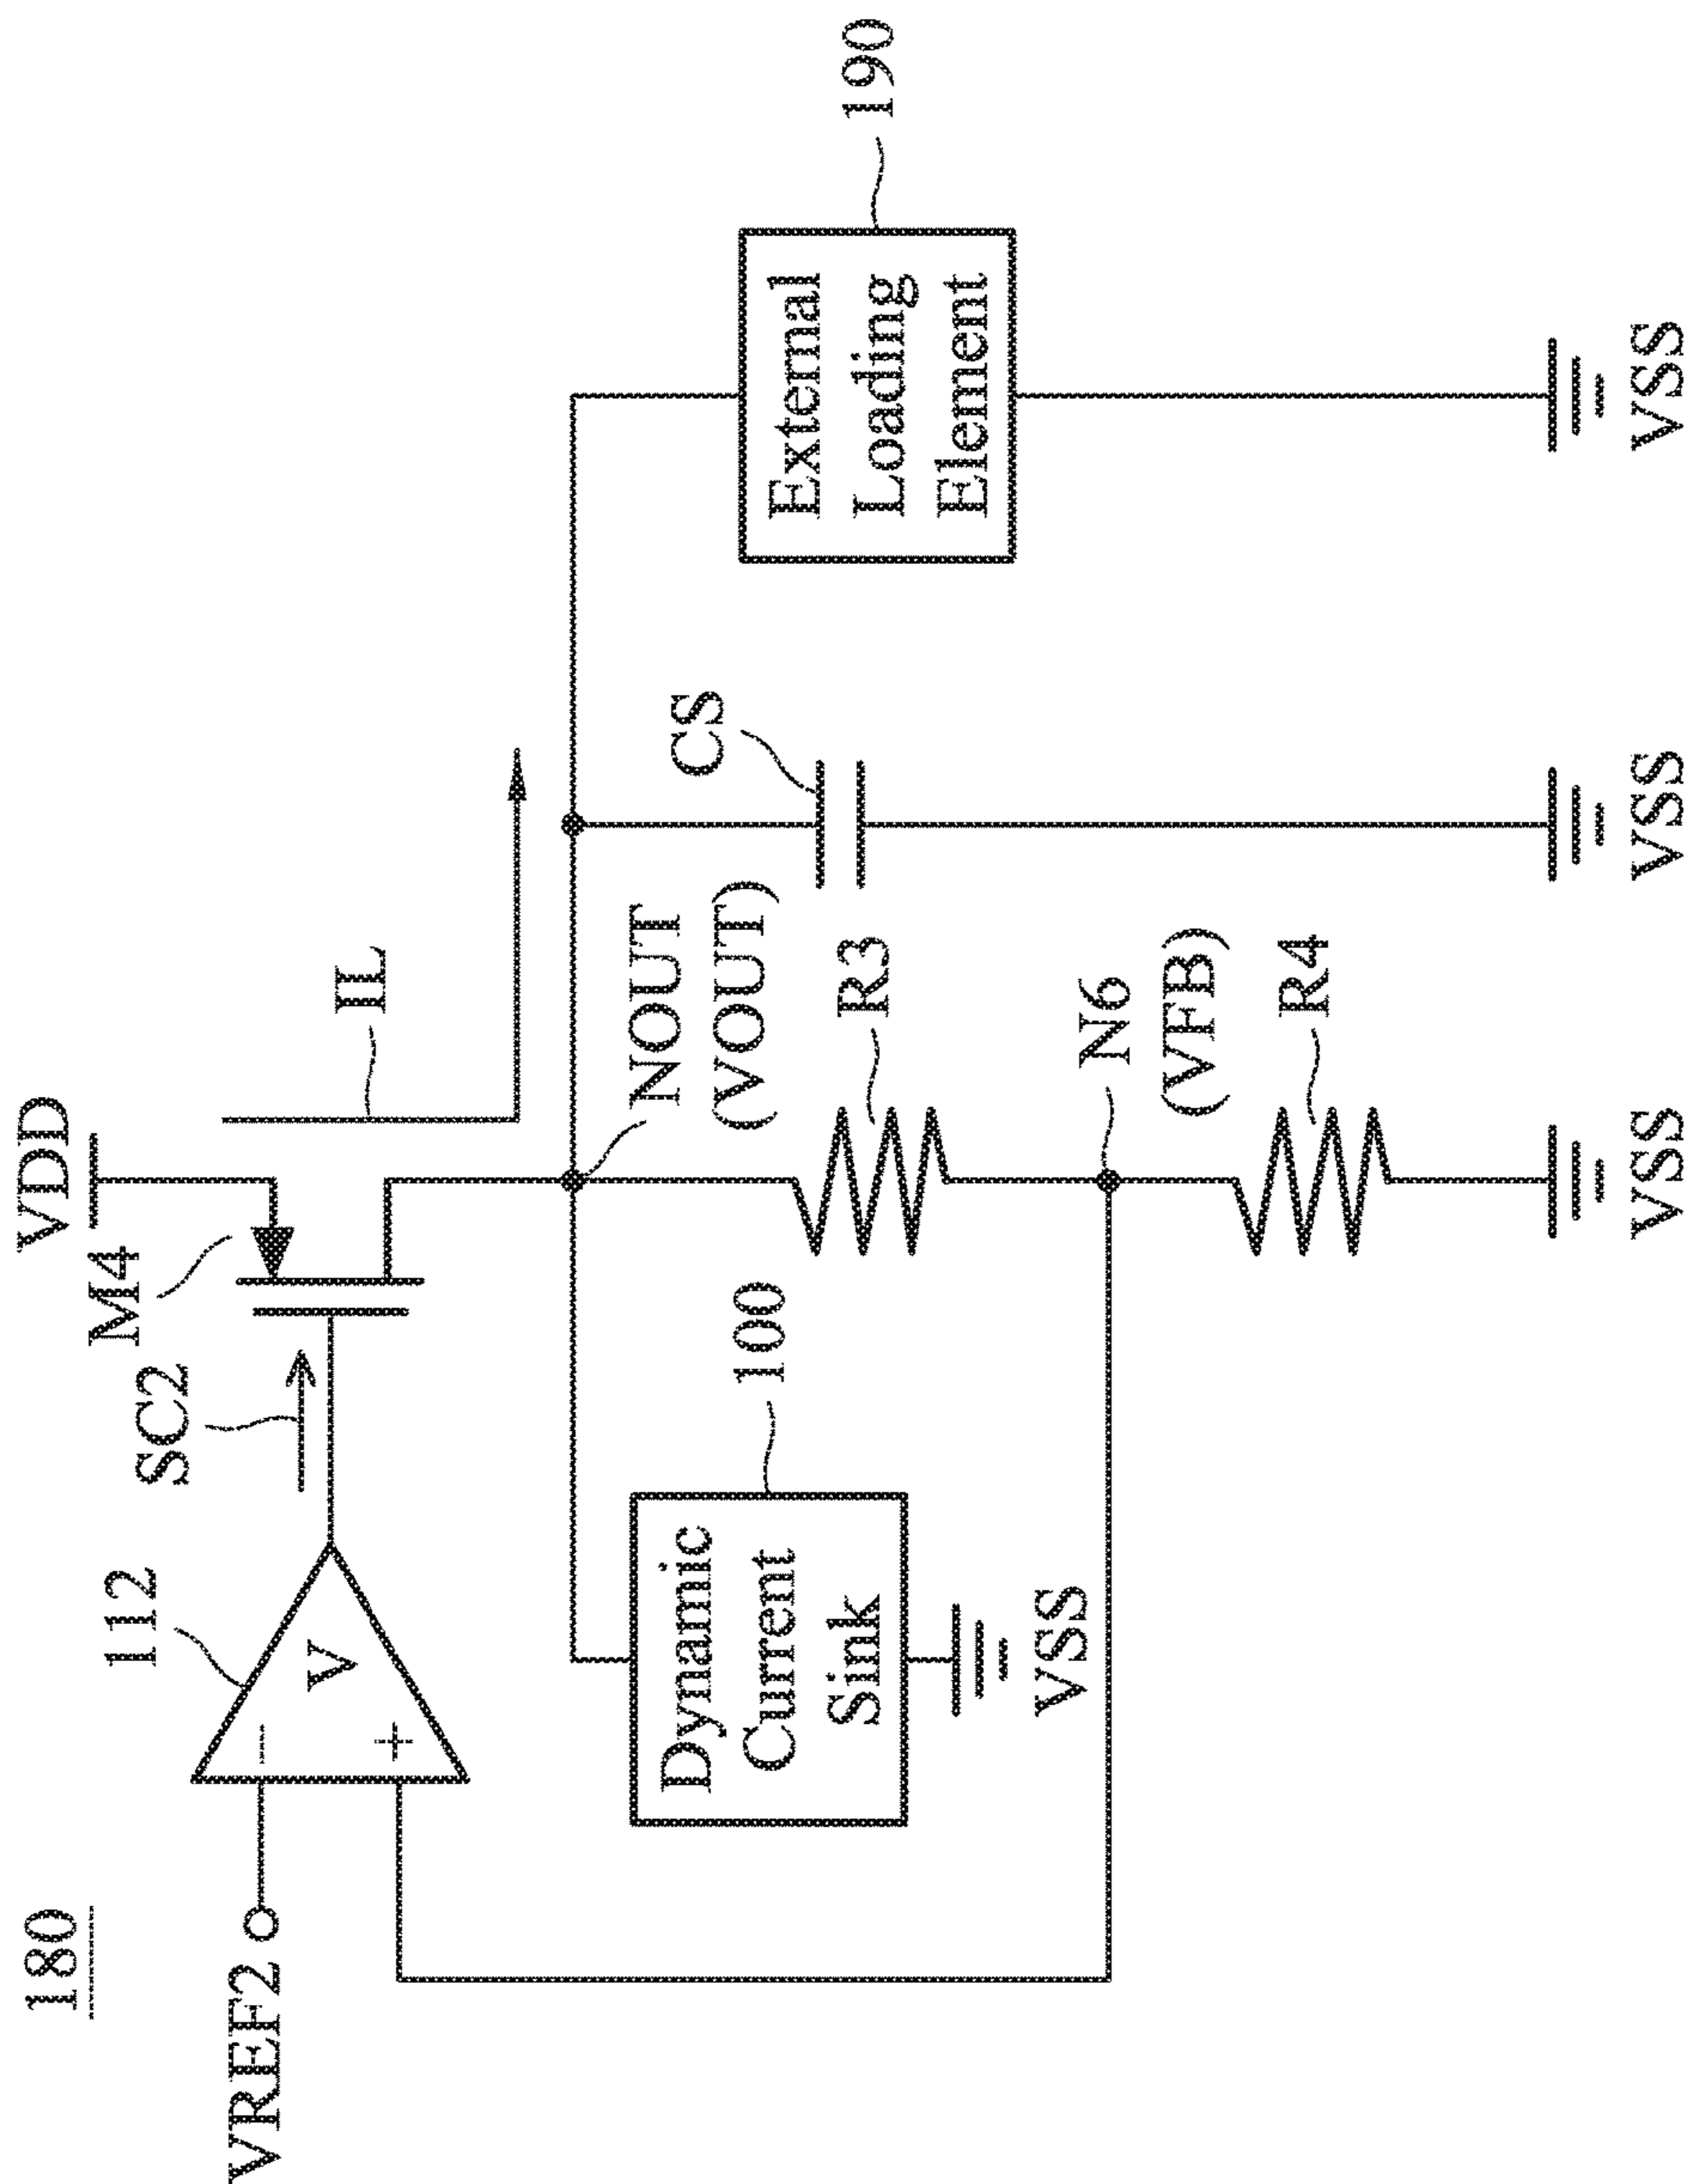 180
VDD
112
SC2
M4
IL
VREF2
−
+
V
NOUT
(VOUT)
CS
190
Dynamic
Current
Sink
100
R3
External
Loading
Element
VSS
N6
(VFB)
R4
VSS
VSS
VSS